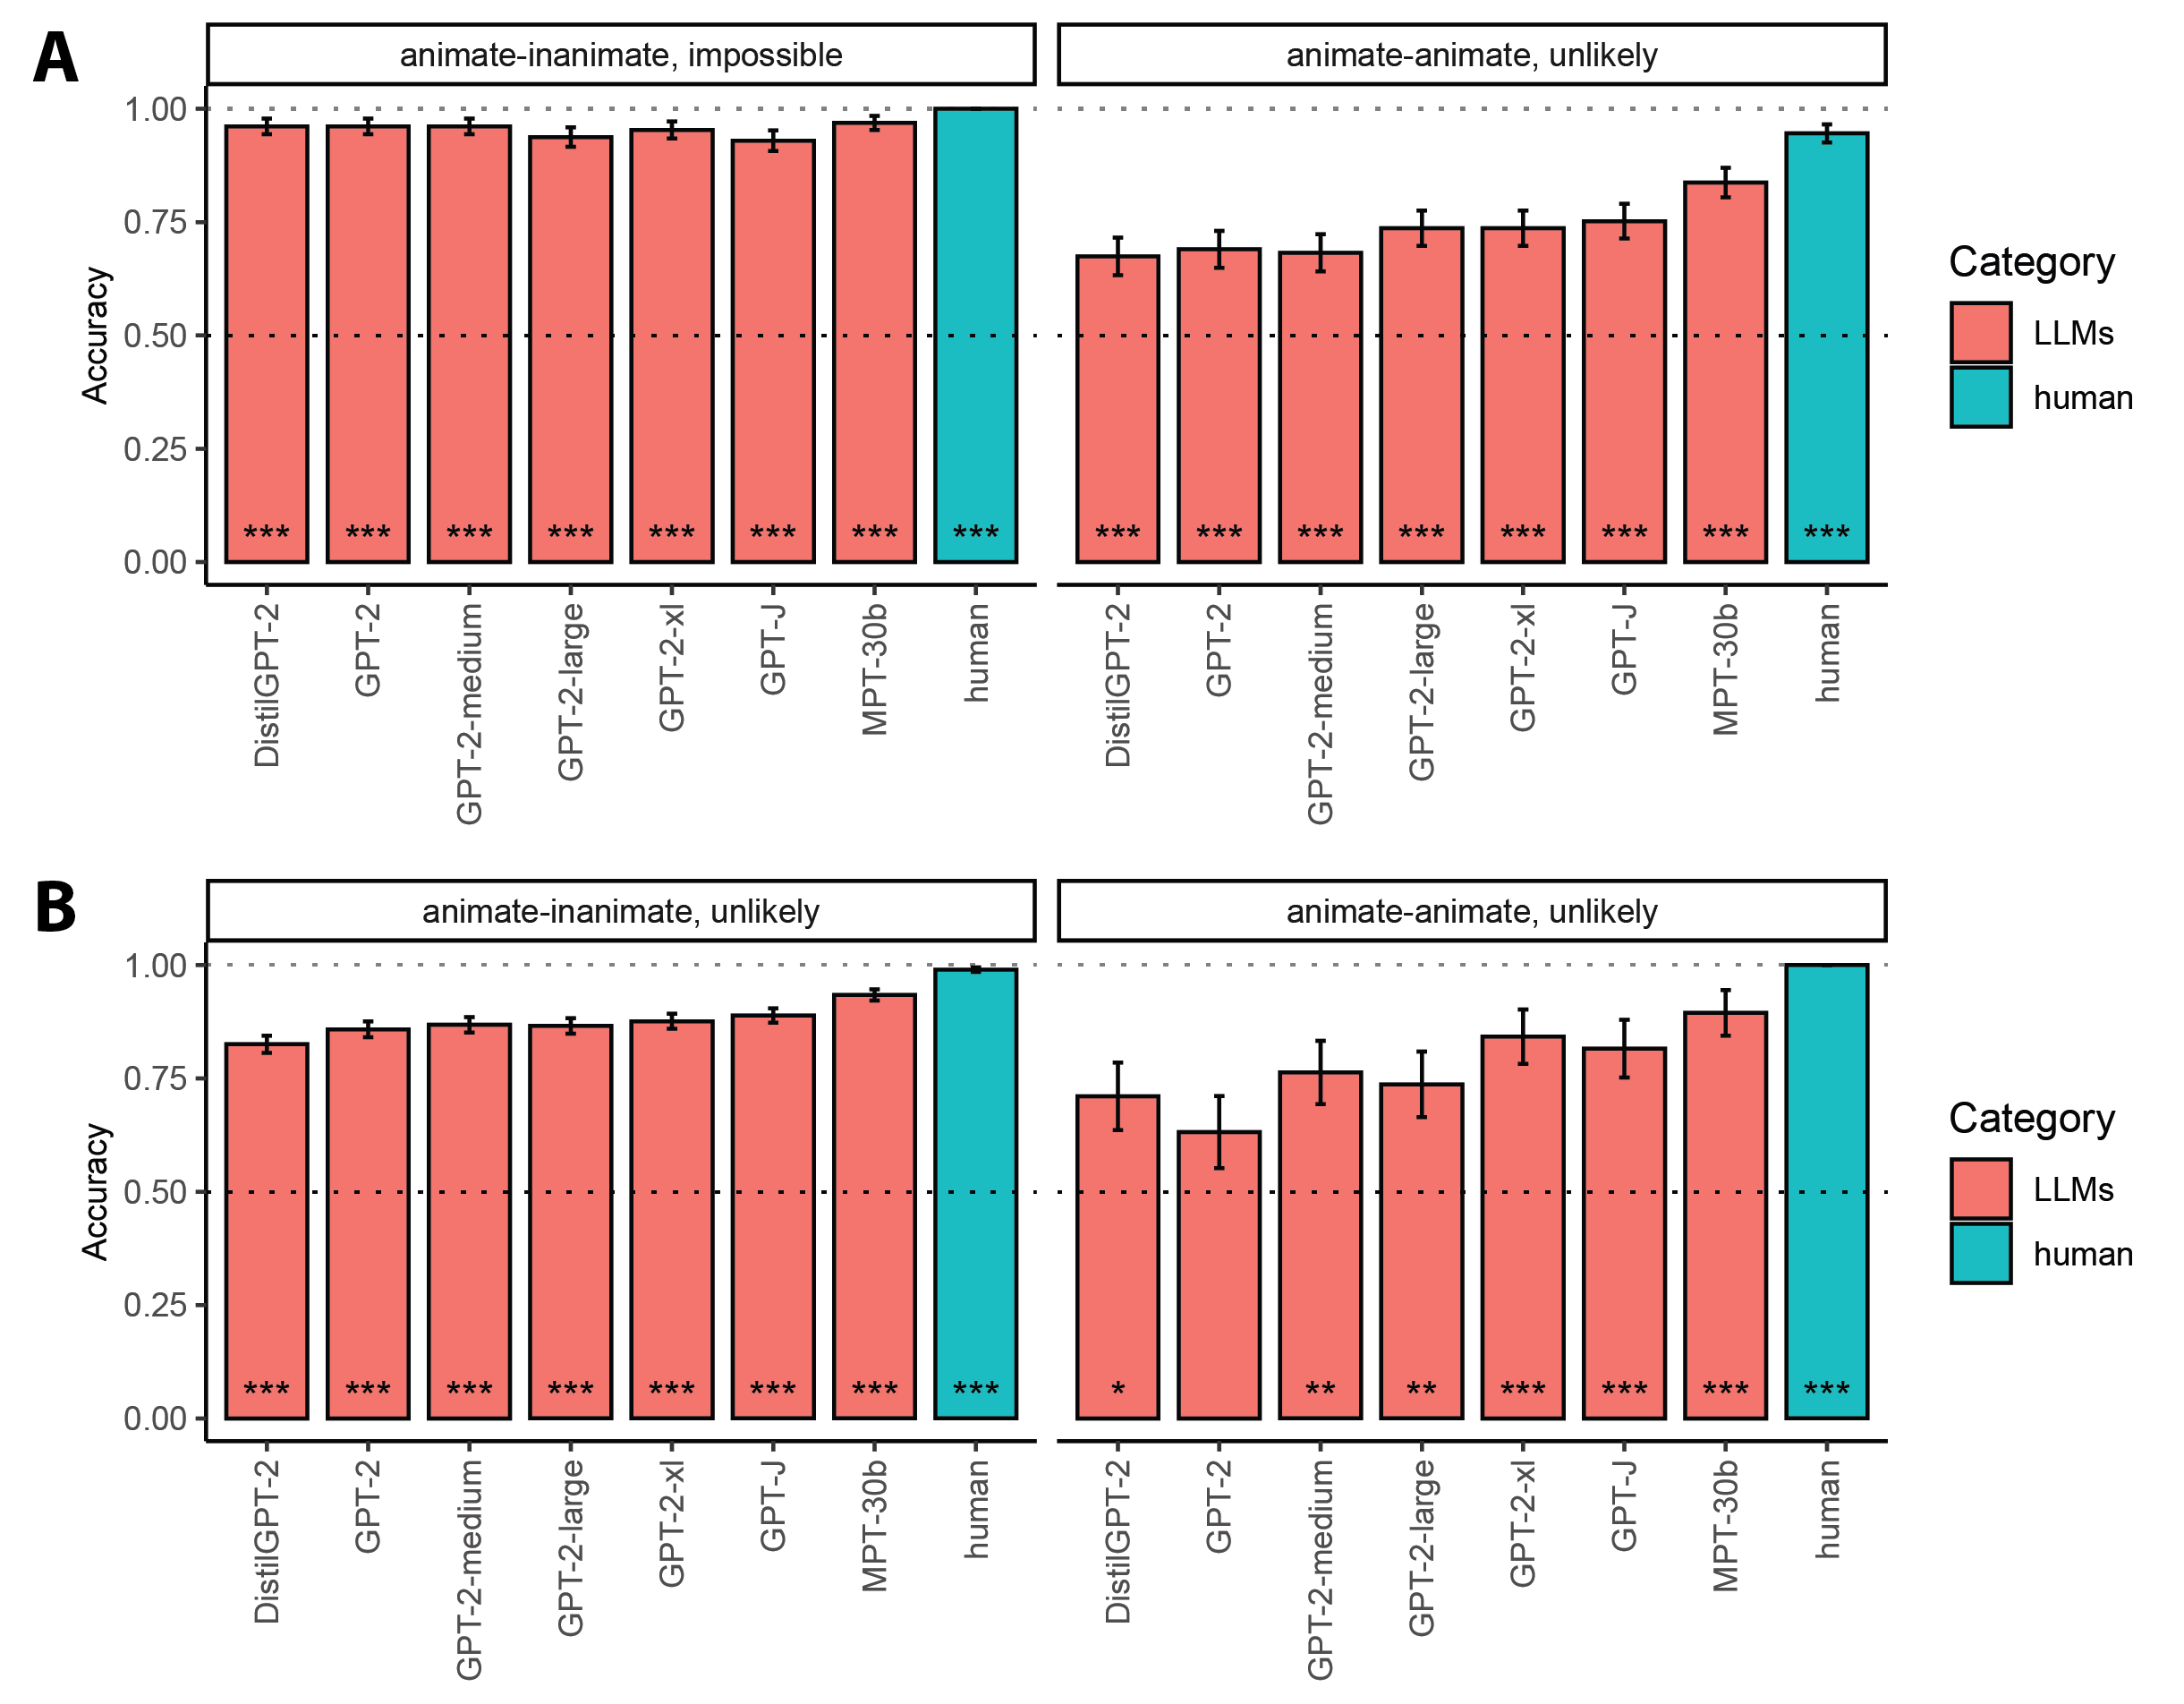 A
animate-inanimate, impossible
animate-animate, unlikely
Accuracy
1.00
0.75
0.50
0.25
0.00
*** *** *** *** *** *** *** ***
*** *** *** *** *** *** *** ***
DistilGPT-2
GPT-2
GPT-2-medium
GPT-2-large
GPT-2-xl
GPT-J
MPT-30b
human
DistilGPT-2
GPT-2
GPT-2-medium
GPT-2-large
GPT-2-xl
GPT-J
MPT-30b
human
Category
LLMs
human
B
animate-inanimate, unlikely
animate-animate, unlikely
Accuracy
1.00
0.75
0.50
0.25
0.00
*** *** *** *** *** *** *** ***
* ** ** *** *** *** ***
DistilGPT-2
GPT-2
GPT-2-medium
GPT-2-large
GPT-2-xl
GPT-J
MPT-30b
human
DistilGPT-2
GPT-2
GPT-2-medium
GPT-2-large
GPT-2-xl
GPT-J
MPT-30b
human
Category
LLMs
human